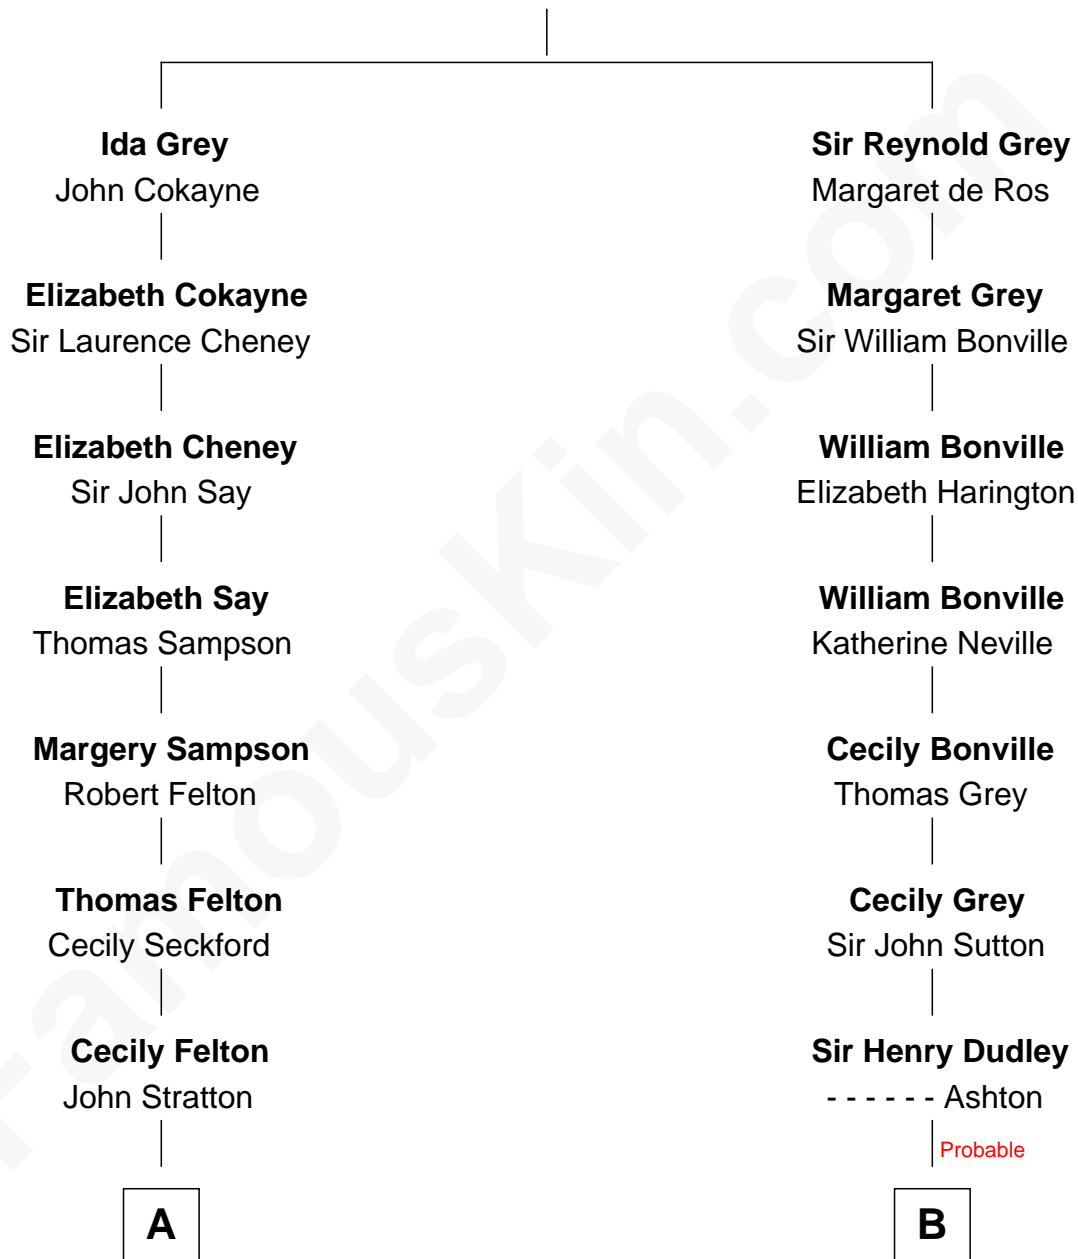 Ida Grey
John Cokayne
Sir Reynold Grey
Margaret de Ros
Elizabeth Cokayne
Sir Laurence Cheney
Margaret Grey
Sir William Bonville
Elizabeth Cheney
Sir John Say
William Bonville
Elizabeth Harington
Elizabeth Say
Thomas Sampson
William Bonville
Katherine Neville
Margery Sampson
Robert Felton
Cecily Bonville
Thomas Grey
Thomas Felton
Cecily Seckford
Cecily Grey
Sir John Sutton
Cecily Felton
John Stratton
Sir Henry Dudley
- - - - - - Ashton
Probable
A
B
FamousKin.com